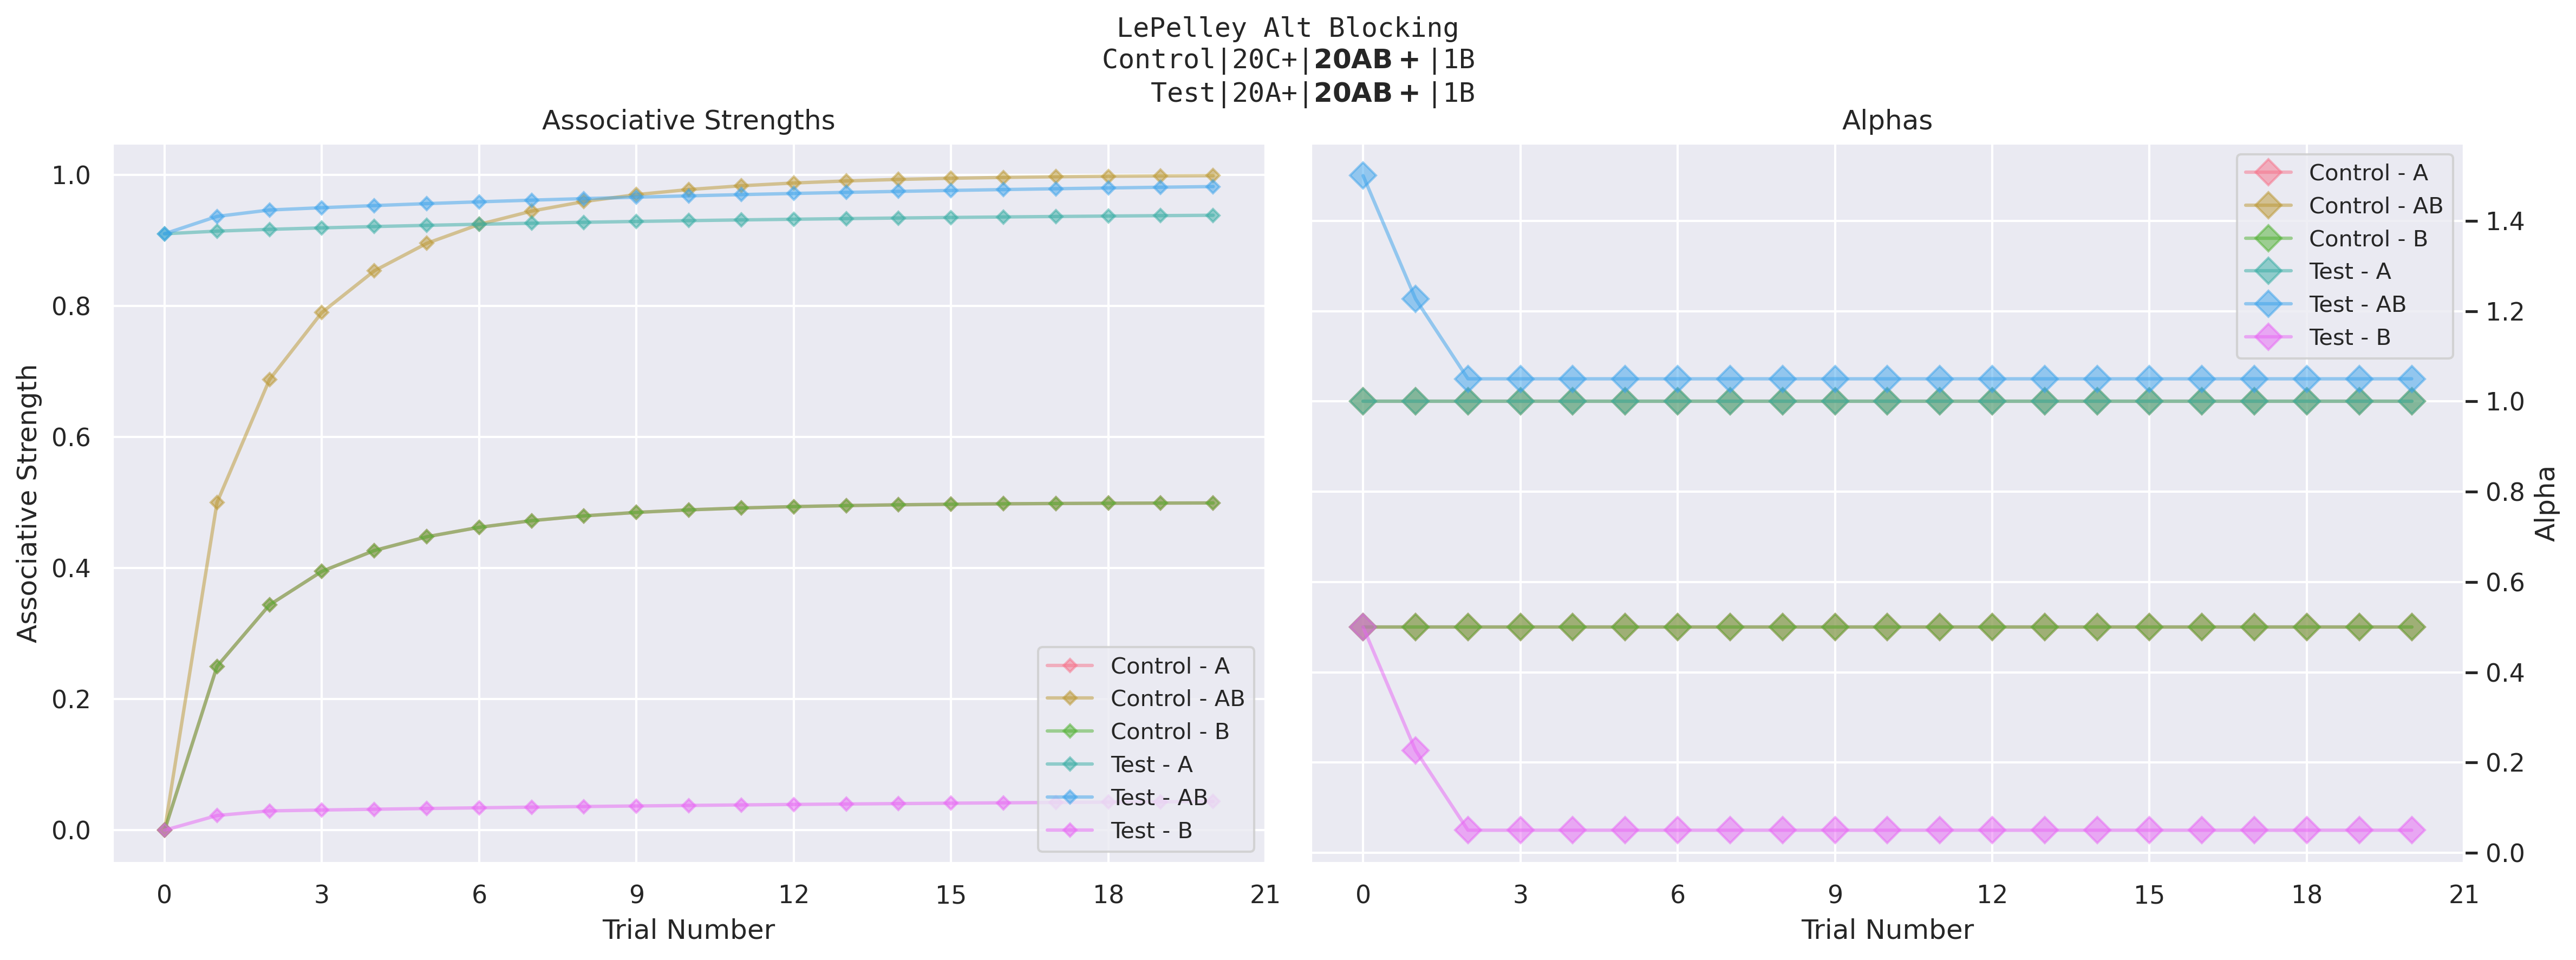 LePelley Alt Blocking
Control|20C+|20AB+|1B
Test|20A+|20AB+|1B
Associative Strengths
1.0
0.8
0.6
0.4
0.2
0.0
Associative Strength
0 3 6 9 12 15 18 21
Trial Number
Control - A
Control - AB
Control - B
Test - A
Test - AB
Test - B
Alphas
Control - A
Control - AB
Control - B
Test - A
Test - AB
Test - B
1.4
1.2
1.0
0.8
0.6
0.4
0.2
0.0
Alpha
0 3 6 9 12 15 18 21
Trial Number